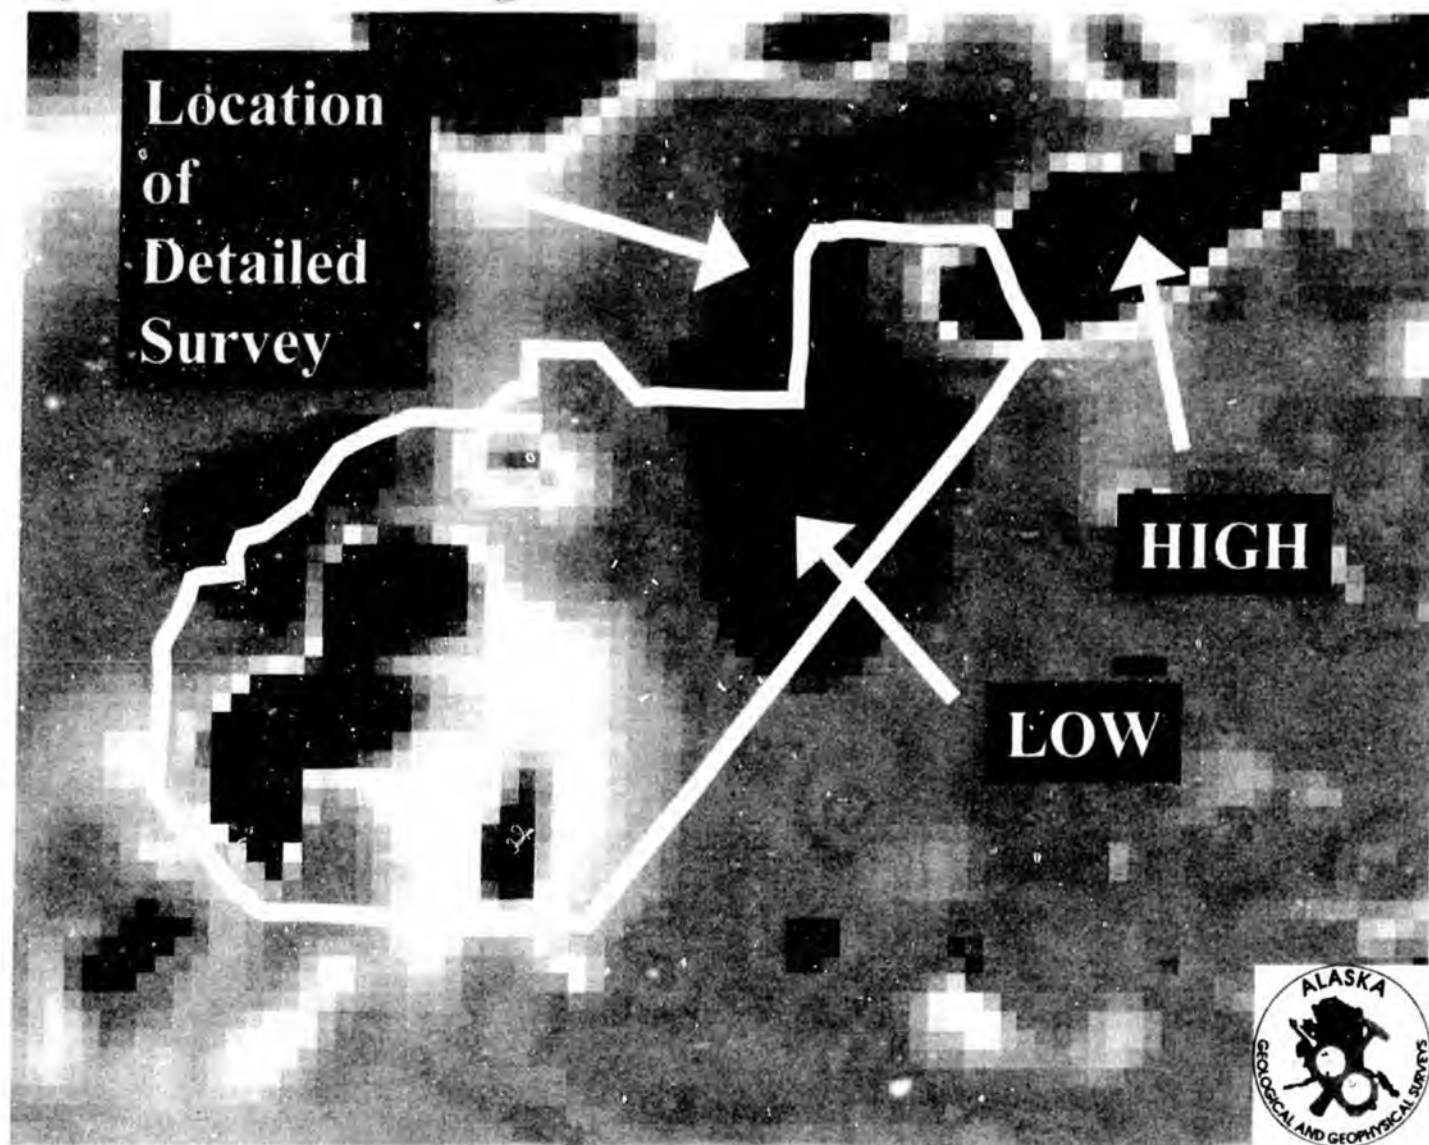 Location
of
Detailed
Survey
HIGH
LOW
ALASKA
GEOLOGICAL AND GEOPHYSICAL SURVEYS